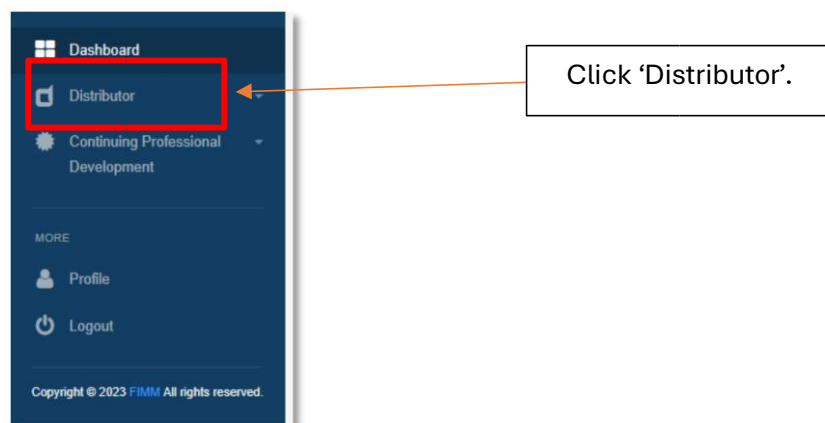 Dashboard
Distributor
Continuing Professional
Development
MORE
Profile
Logout
Copyright © 2023 FIMM All rights reserved.
Click ‘Distributor’.